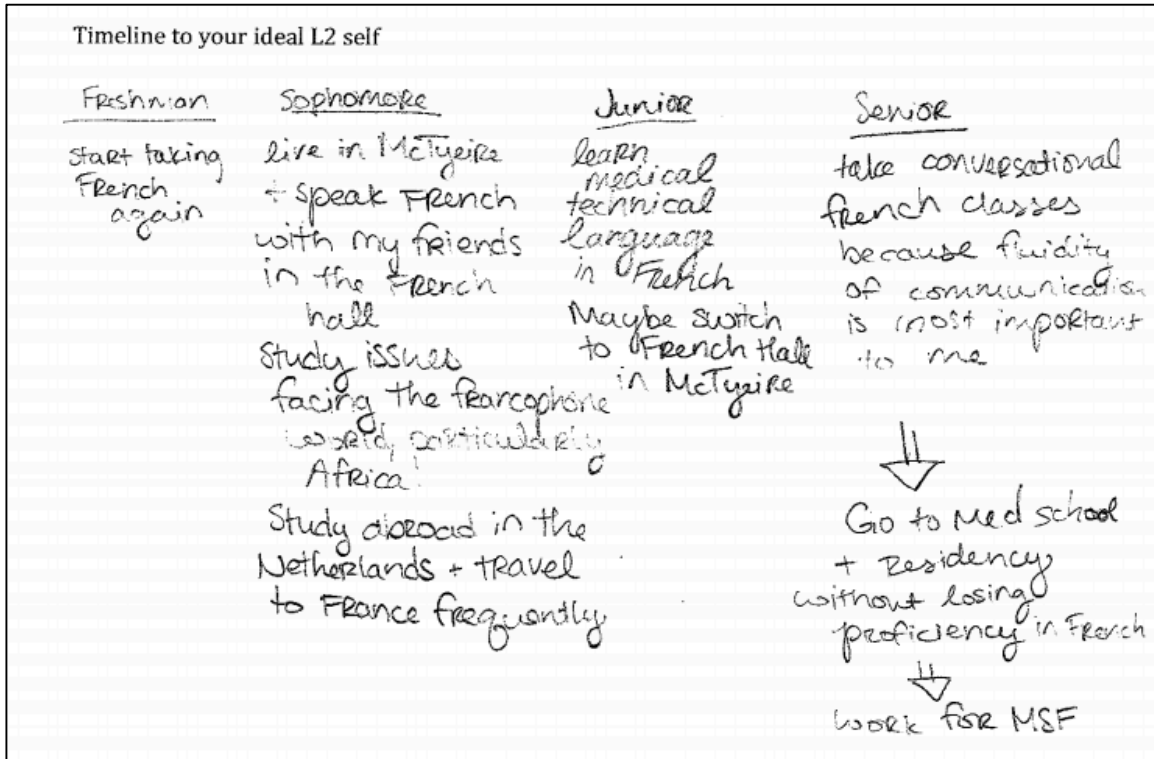 Timeline to your ideal L2 self
Freshman
start taking
French
again
Sophomore
live in McTyeire
+ speak French
with my friends
in the French
hall
Study issues
facing the francophone
world, particularly
Africa!
Study abroad in the
Netherlands + travel
to France frequently
Junior
learn
medical
technical
language
in French
Maybe switch
to French Hall
in McTyeire
Senior
take conversational
french classes
because fluidity
of communication
is most important
to me
Go to Med school
+ Residency
without losing
proficiency in French
work for MSF